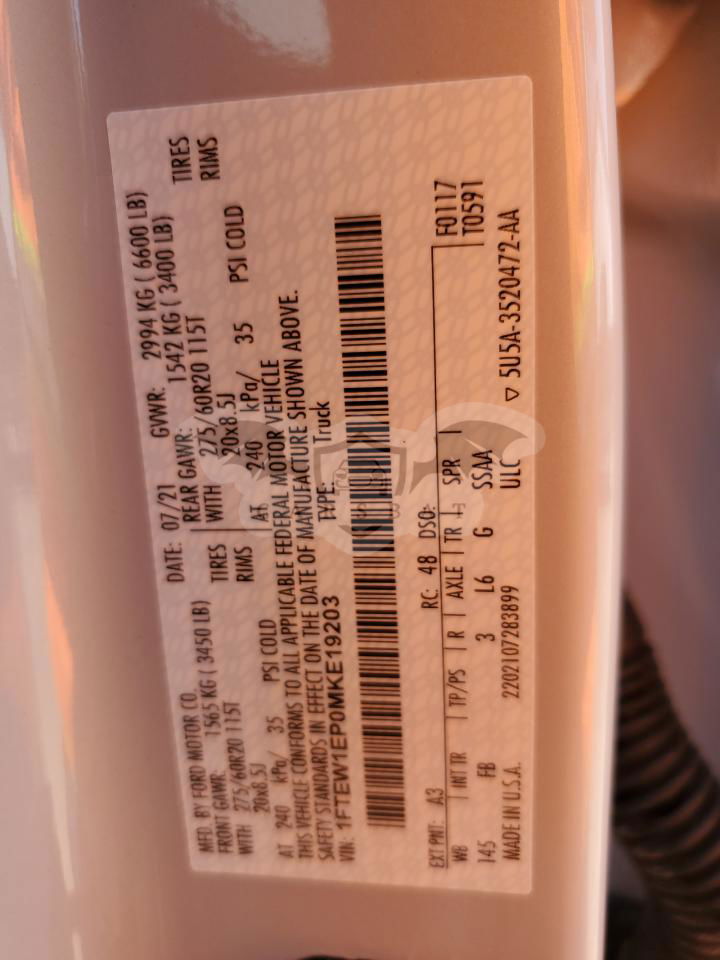 MFD. BY FORD MOTOR CO.
DATE: 07/21 GVWR: 2994 KG ( 6600 LB)
FRONT GAWR: 1565 KG ( 3450 LB) REAR GAWR: 1542 KG ( 3400 LB)
WITH 275/60R20 115T TIRES WITH 275/60R20 115T TIRES
20x8.5J RIMS 20x8.5J RIMS
AT 240 kPa/ 35 PSI COLD AT 240 kPa/ 35 PSI COLD
THIS VEHICLE CONFORMS TO ALL APPLICABLE FEDERAL MOTOR VEHICLE
SAFETY STANDARDS IN EFFECT ON THE DATE OF MANUFACTURE SHOWN ABOVE.
VIN: 1FTEW1EP0MKE19203 TYPE: Truck
EXT PNT: A3 RC: 48 DSO: F0117
WB INT TR TP/PS R AXLE TR SPR T0591
145 FB 3 L6 G SSAA
MADE IN U.S.A. 2202107283899 ULC ▽ 5U5A-3520472-AA